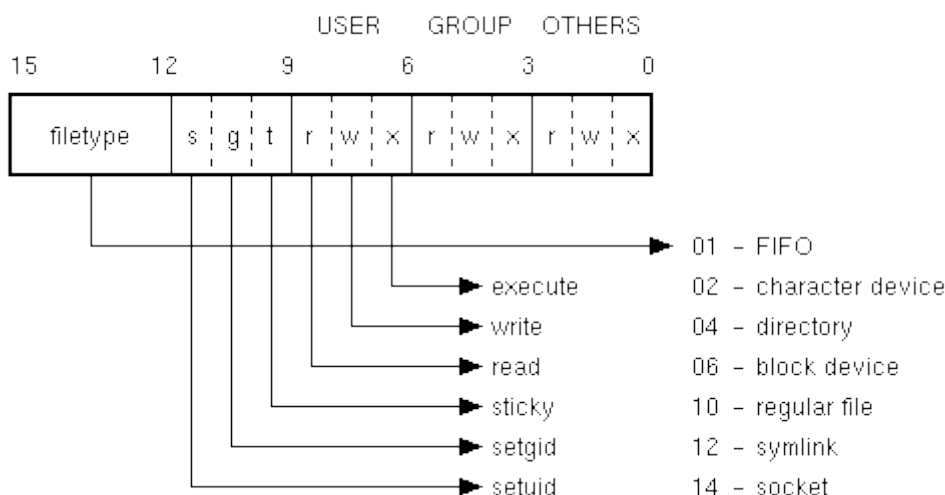 USER GROUP OTHERS
15 12 9 6 3 0
filetype s g t r w x r w x r w x
01 - FIFO
execute 02 - character device
write 04 - directory
read 06 - block device
sticky 10 - regular file
setgid 12 - symlink
setuid 14 - socket